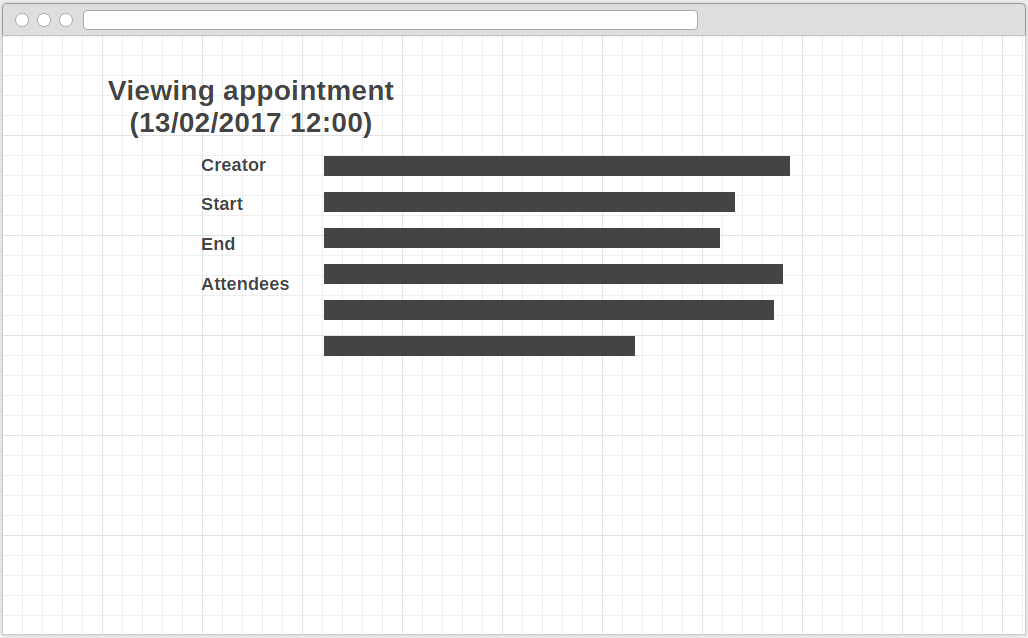 Viewing appointment
(13/02/2017 12:00)
Creator
Start
End
Attendees